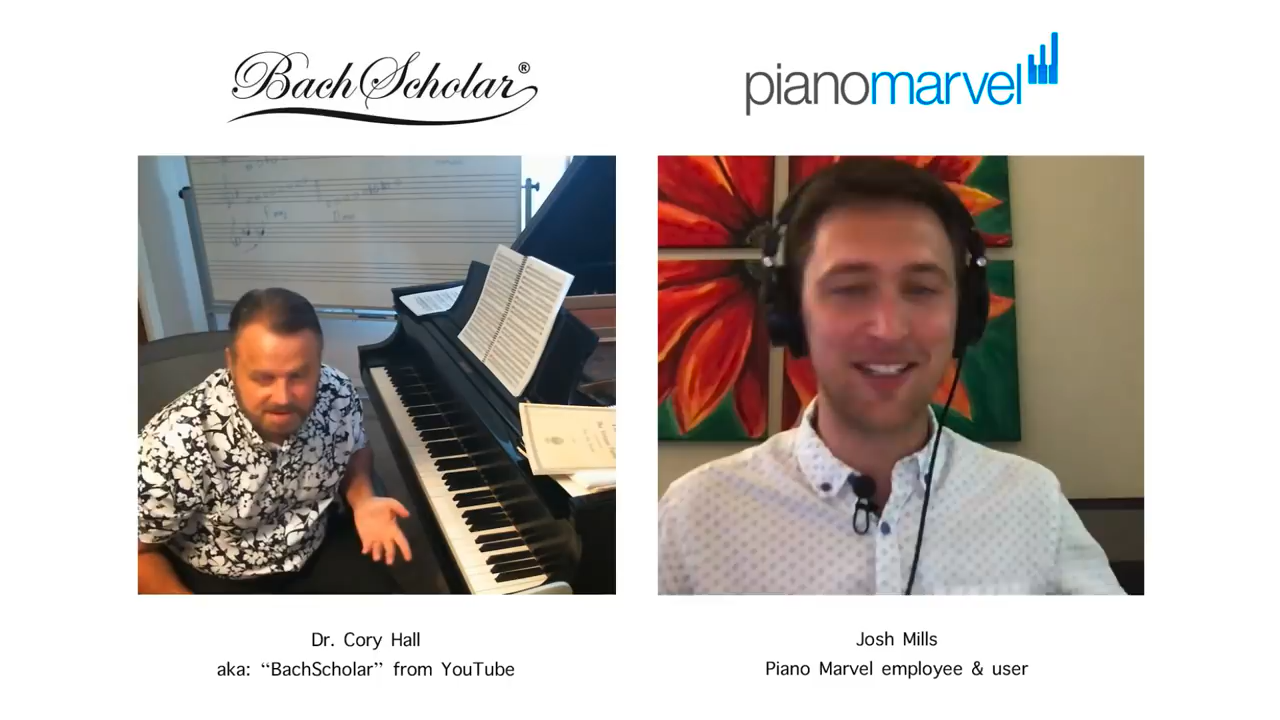 BachScholar®
pianomarvel
Dr. Cory Hall
aka: “BachScholar” from YouTube
Josh Mills
Piano Marvel employee & user